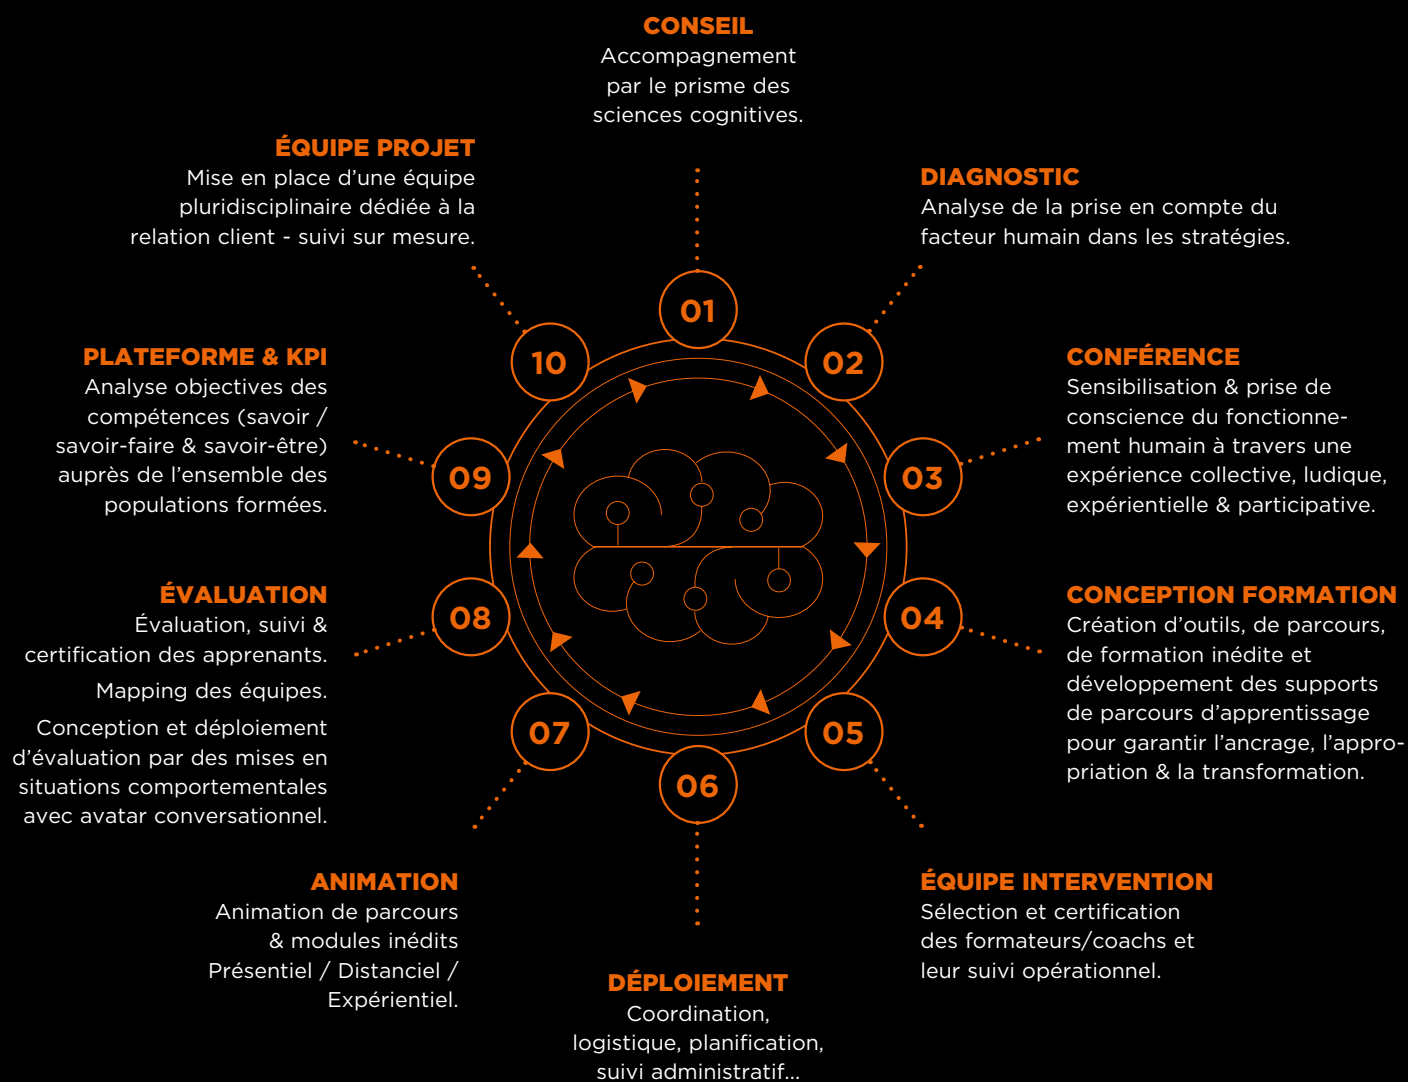 CONSEIL
Accompagnement
par le prisme des
sciences cognitives.
01
DIAGNOSTIC
Analyse de la prise en compte du
facteur humain dans les stratégies.
02
CONFÉRENCE
Sensibilisation & prise de
conscience du fonctionne-
ment humain à travers une
expérience collective, ludique,
expérientielle & participative.
03
CONCEPTION FORMATION
Création d’outils, de parcours,
de formation inédite et
développement des supports
de parcours d’apprentissage
pour garantir l’ancrage, l’appro-
priation & la transformation.
04
ÉQUIPE INTERVENTION
Sélection et certification
des formateurs/coachs et
leur suivi opérationnel.
05
DÉPLOIEMENT
Coordination,
logistique, planification,
suivi administratif...
06
ANIMATION
Animation de parcours
& modules inédits
Présentiel / Distanciel /
Expérientiel.
07
ÉVALUATION
Évaluation, suivi &
certification des apprenants.
Mapping des équipes.
Conception et déploiement
d’évaluation par des mises en
situations comportementales
avec avatar conversationnel.
08
PLATEFORME & KPI
Analyse objectives des
compétences (savoir /
savoir-faire & savoir-être)
auprès de l’ensemble des
populations formées.
09
ÉQUIPE PROJET
Mise en place d’une équipe
pluridisciplinaire dédiée à la
relation client - suivi sur mesure.
10